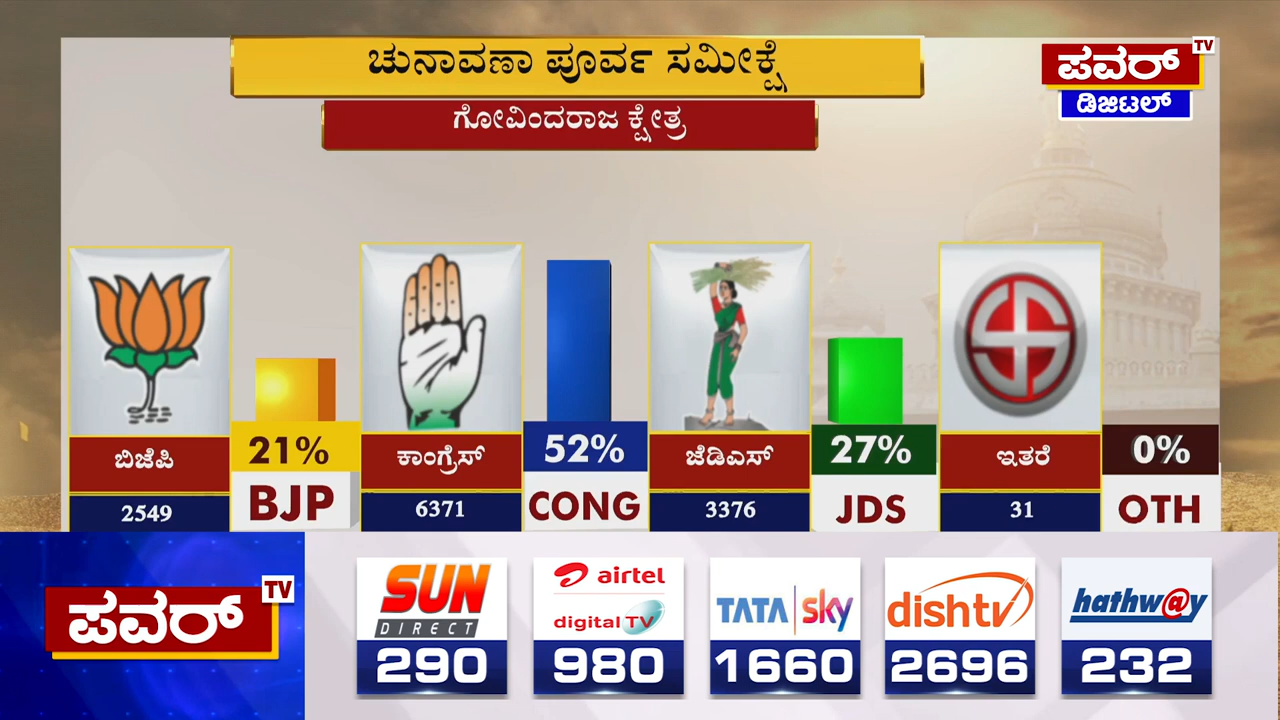 ಚುನಾವಣಾ ಪೂರ್ವ ಸಮೀಕ್ಷೆ
ಗೋವಿಂದರಾಜ ಕ್ಷೇತ್ರ
ಪವರ್ TV
ಡಿಜಿಟಲ್
ಬಿಜೆಪಿ
2549
21%
BJP
ಕಾಂಗ್ರೆಸ್
6371
52%
CONG
ಜೆಡಿಎಸ್
3376
27%
JDS
ಇತರೆ
31
0%
OTH
ಪವರ್ TV
SUN
DIRECT
290
airtel
digital TV
980
TATA sky
1660
dishtv
2696
hathw@y
232